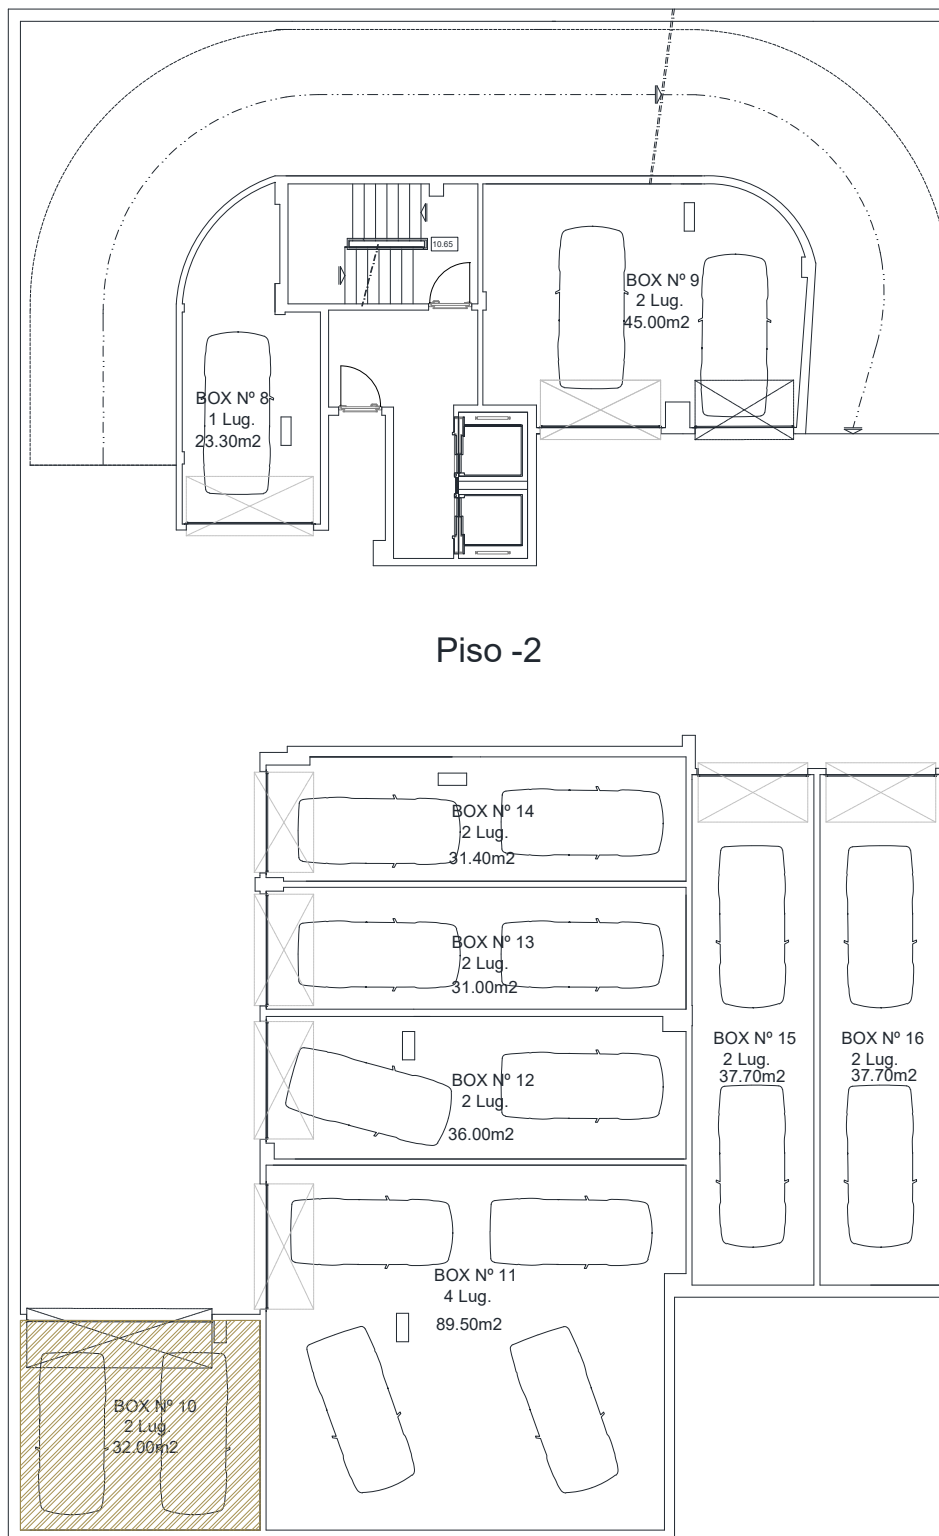 10.65
BOX Nº 9
2 Lug.
45.00m2
BOX Nº 8
1 Lug.
23.30m2
Piso -2
BOX Nº 14
2 Lug.
31.40m2
BOX Nº 13
2 Lug.
31.00m2
BOX Nº 15
2 Lug.
37.70m2
BOX Nº 16
2 Lug.
37.70m2
BOX Nº 12
2 Lug.
36.00m2
BOX Nº 11
4 Lug.
89.50m2
BOX Nº 10
2 Lug.
32.00m2